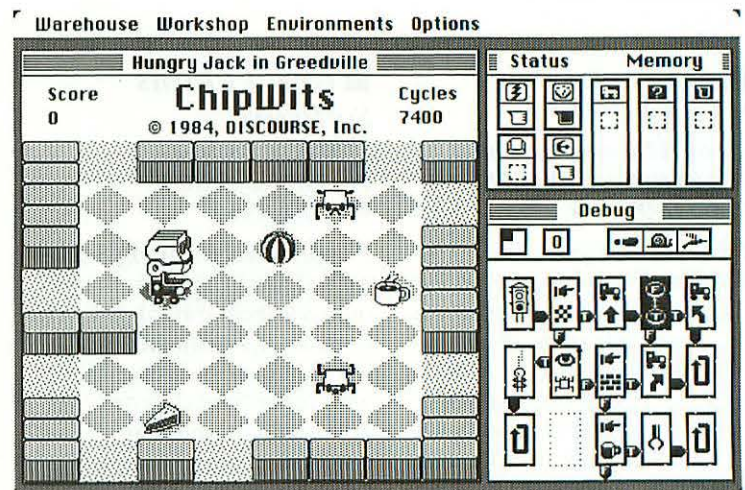 Warehouse Workshop Environments Options
Hungry Jack in Greedville
Score
0
ChipWits
© 1984, DISCOURSE, Inc.
Cycles
7400
Status Memory
?
Debug
0
T
F